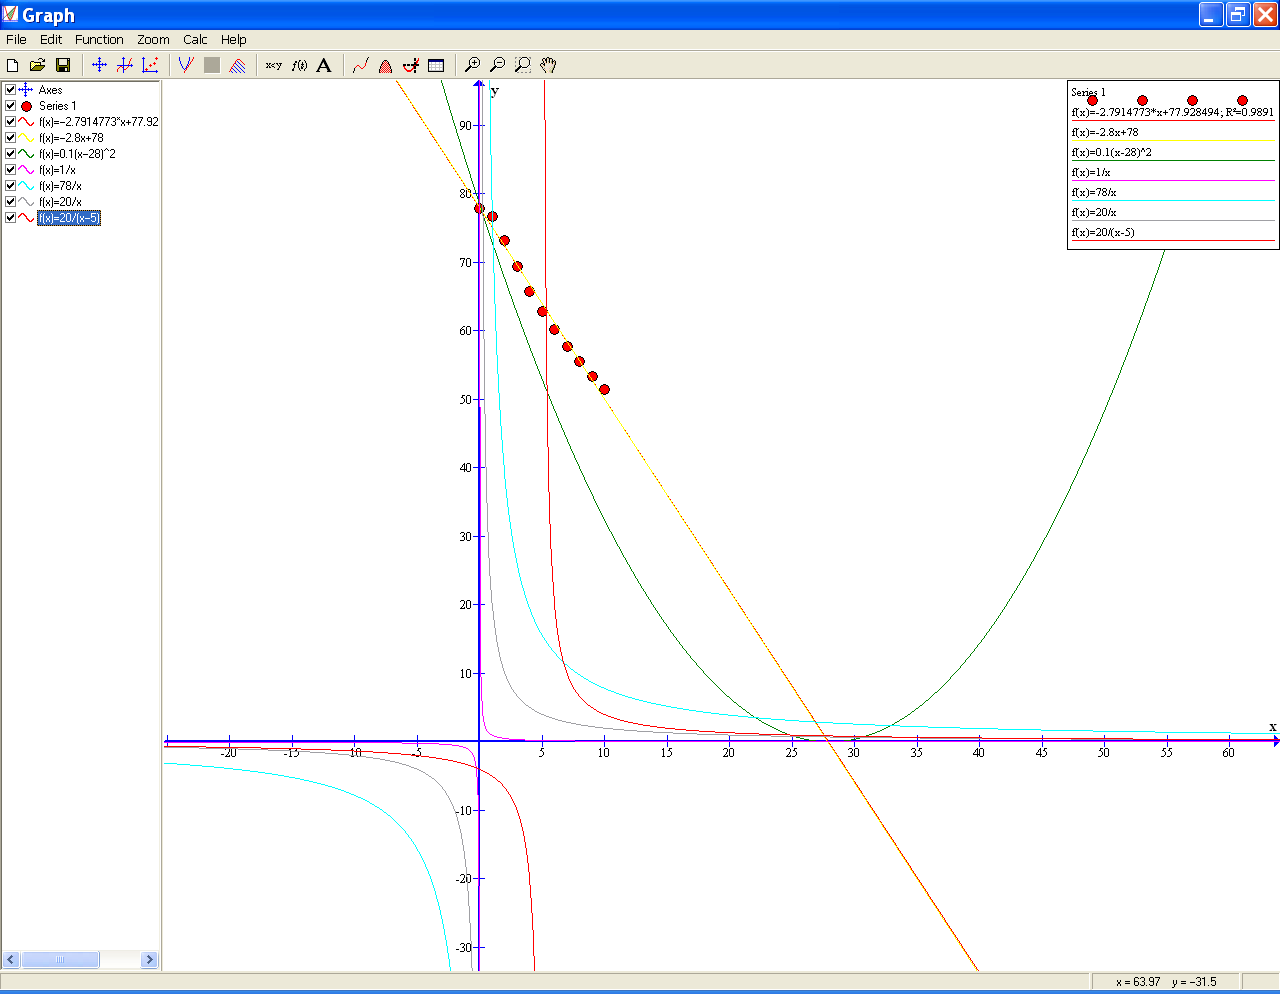 Graph
File Edit Function Zoom Calc Help
x<y f(x)= A
Axes
Series 1
f(x)=-2.7914773*x+77.92
f(x)=-2.8x+78
f(x)=0.1(x-28)^2
f(x)=1/x
f(x)=78/x
f(x)=20/x
f(x)=20/(x-5)
y
90
80
70
60
50
40
30
20
10
-10
-20
-30
-20 -15 -10 -5 5 10 15 20 25 30 35 40 45 50 55 60
x
Series 1
f(x)=-2.7914773*x+77.928494; R²=0.9891
f(x)=-2.8x+78
f(x)=0.1(x-28)^2
f(x)=1/x
f(x)=78/x
f(x)=20/x
f(x)=20/(x-5)
x = 63.97 y = -31.5